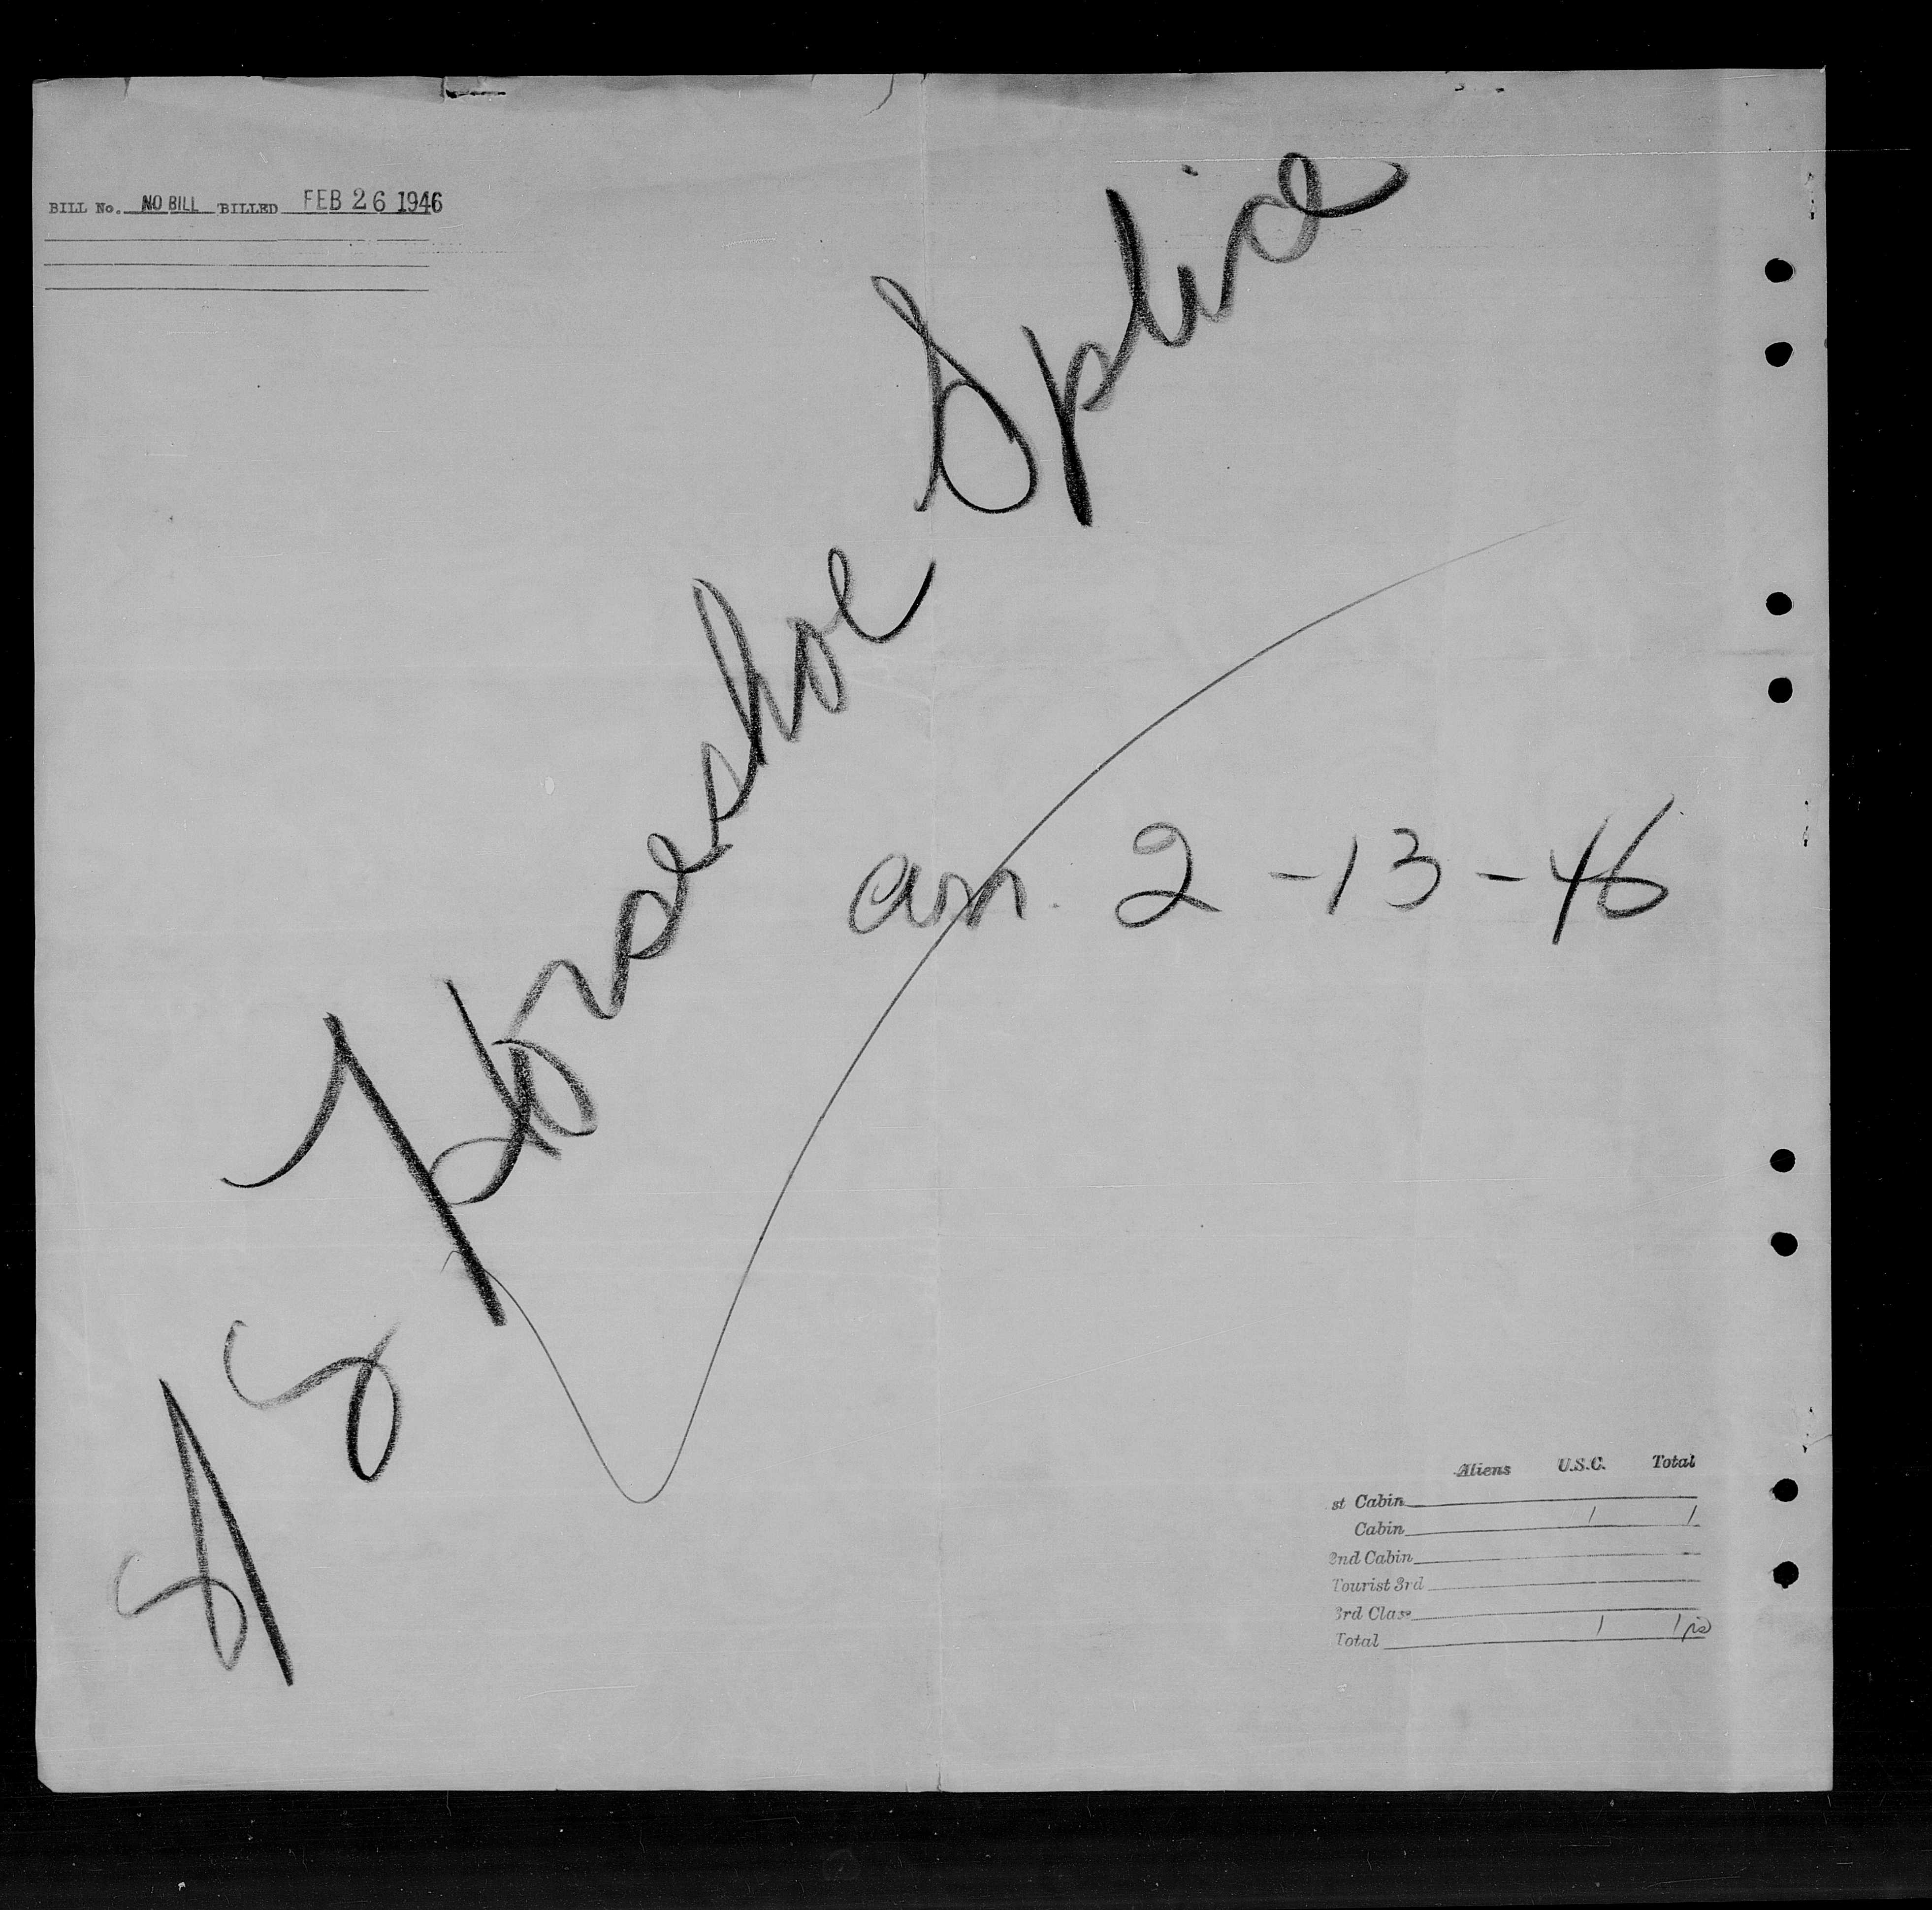 BILL No. NO BILL BILLED FEB 26 1946
SS Horseshoe Splice
arr. 2-13-46
Aliens U.S.C. Total
st Cabin
Cabin 1 1
2nd Cabin
Tourist 3rd
3rd Class
Total 1 1